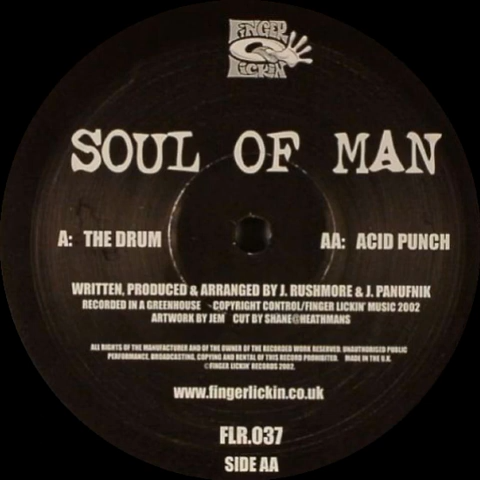 FINGER
LICKIN'
SOUL OF MAN
A: THE DRUM AA: ACID PUNCH
WRITTEN, PRODUCED & ARRANGED BY J. RUSHMORE & J. PANUFNIK
RECORDED IN A GREENHOUSE COPYRIGHT CONTROL/FINGER LICKIN' MUSIC 2002
ARTWORK BY JEM CUT BY SHANE@HEATHMANS
ALL RIGHTS OF THE MANUFACTURER AND OF THE OWNER OF THE RECORDED WORK RESERVED. UNAUTHORISED PUBLIC
PERFORMANCE, BROADCASTING, COPYING AND RENTAL OF THIS RECORD PROHIBITED. MADE IN THE U.K.
©FINGER LICKIN' RECORDS 2002.
www.fingerlickin.co.uk
FLR.037
SIDE AA